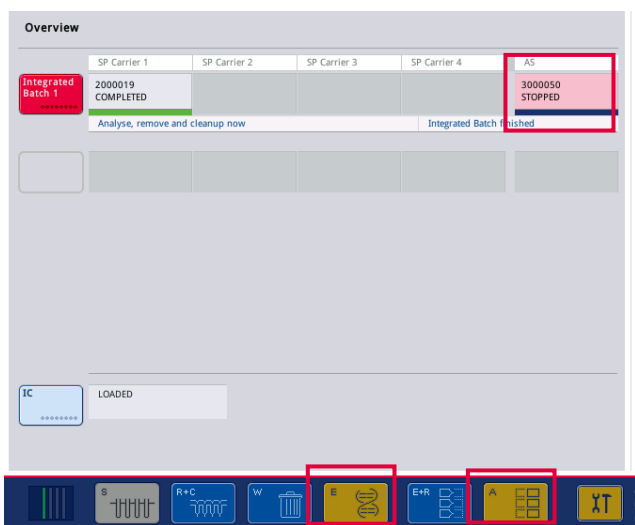 Overview
SP Carrier 1 SP Carrier 2 SP Carrier 3 SP Carrier 4 AS
Integrated
Batch 1
2000019
COMPLETED
3000050
STOPPED
Analyse, remove and cleanup now Integrated Batch finished
IC
LOADED
S R+C W E E+R A